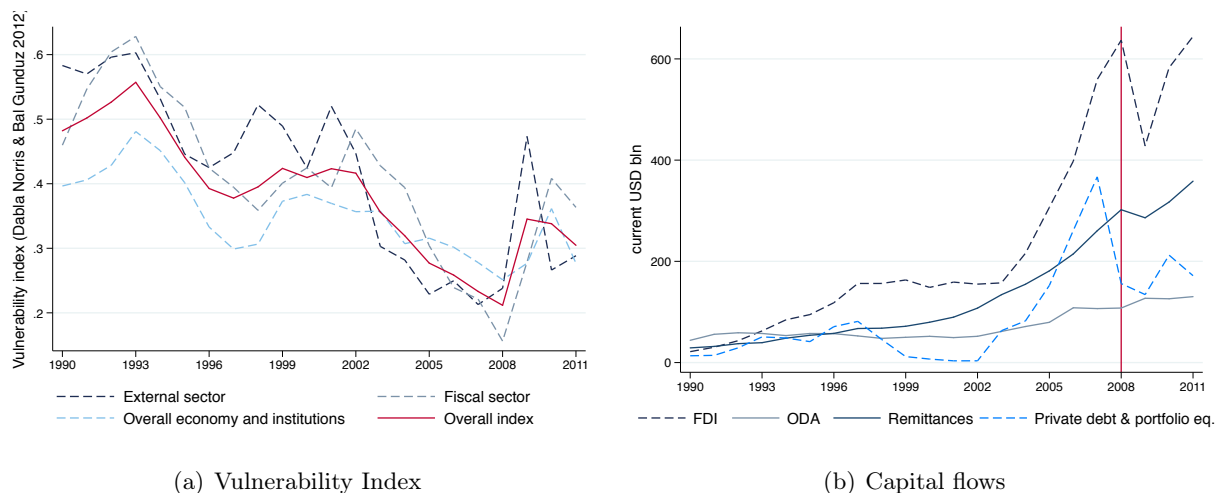 Vulnerability index (Dabla Norris & Bal Gunduz 2012)
.6
.5
.4
.3
.2
1990 1993 1996 1999 2002 2005 2008 2011
External sector Fiscal sector
Overall economy and institutions Overall index
(a) Vulnerability Index
current USD bin
600
400
200
0
1990 1993 1996 1999 2002 2005 2008 2011
FDI ODA Remittances Private debt & portfolio eq.
(b) Capital flows